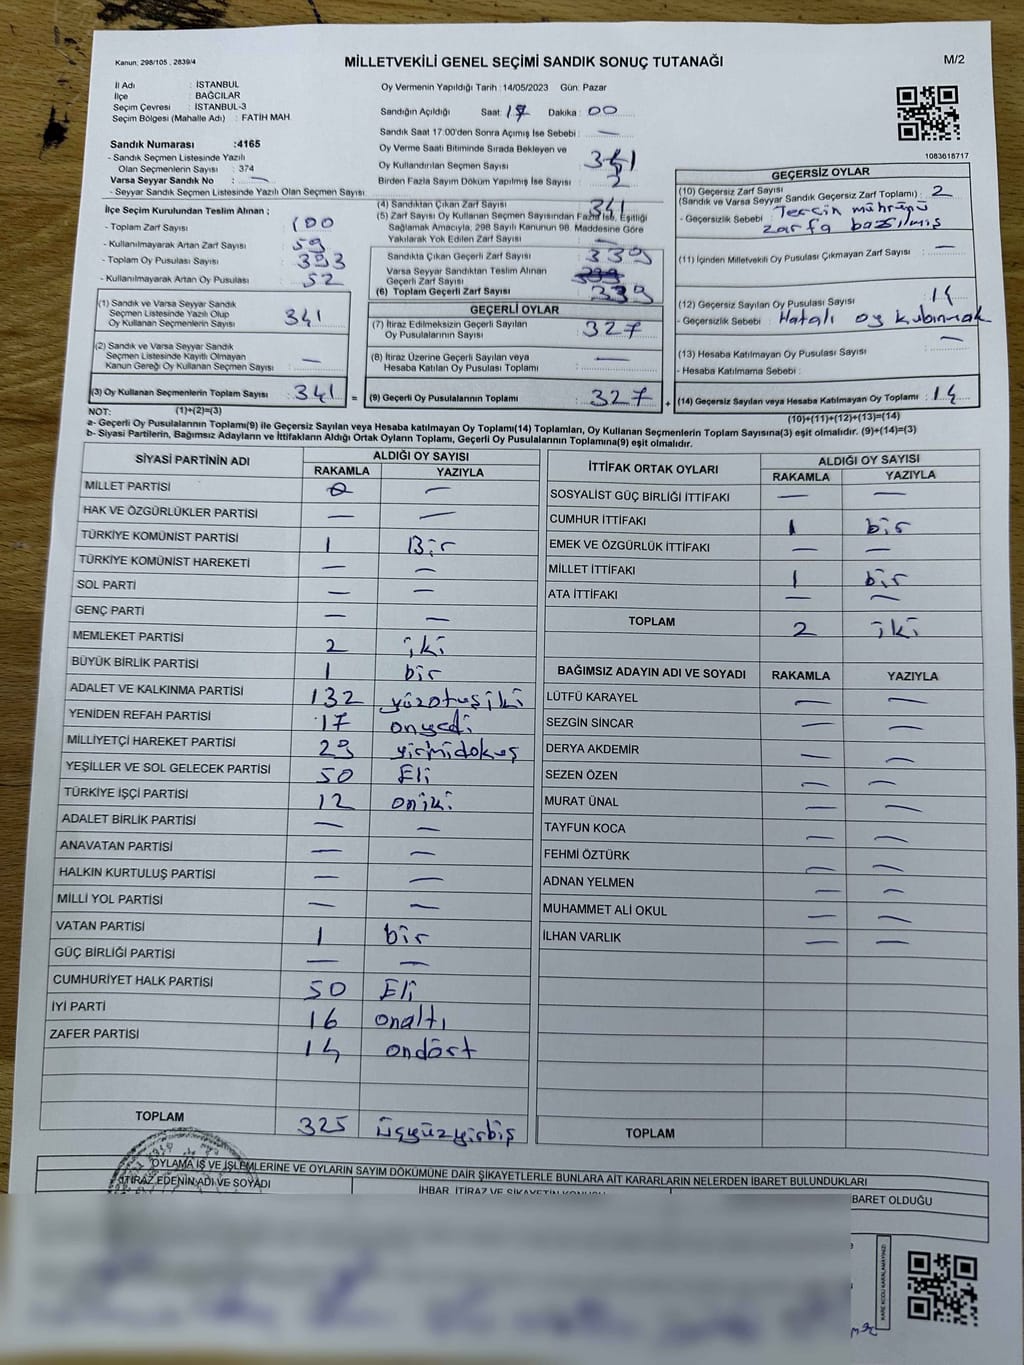 Kanun: 298/105 , 2839/4
MİLLETVEKİLİ GENEL SEÇİMİ SANDIK SONUÇ TUTANAĞI
M/2
İl Adı : İSTANBUL
İlçe : BAĞCILAR
Seçim Çevresi : İSTANBUL-3
Seçim Bölgesi (Mahalle Adı) : FATİH MAH.
Sandık Numarası :4165
- Sandık Seçmen Listesinde Yazılı
Olan Seçmenlerin Sayısı : 374
Varsa Seyyar Sandık No : —
- Seyyar Sandık Seçmen Listesinde Yazılı Olan Seçmen Sayısı
Oy Vermenin Yapıldığı Tarih : 14/05/2023 Gün: Pazar
Sandığın Açıldığı Saat: 17 Dakika : 00
Sandık Saat 17:00'den Sonra Açılmış İse Sebebi : —
Oy Verme Saati Bitiminde Sırada Bekleyen ve
Oy Kullandırılan Seçmen Sayısı
Birden Fazla Sayım Döküm Yapılmış İse Sayısı : 2
1083618717
İlçe Seçim Kurulundan Teslim Alınan ;
- Toplam Zarf Sayısı : 400
- Kullanılmayarak Artan Zarf Sayısı : 59
- Toplam Oy Pusulası Sayısı : 393
- Kullanılmayarak Artan Oy Pusulası : 52
(1) Sandık ve Varsa Seyyar Sandık
Seçmen Listesinde Yazılı Olup
Oy Kullanan Seçmenlerin Sayısı : 341
(2) Sandık ve Varsa Seyyar Sandık
Seçmen Listesinde Kayıtlı Olmayan
Kanun Gereği Oy Kullanan Seçmen Sayısı : —
(3) Oy Kullanan Seçmenlerin Toplam Sayısı : 341 =
(1)+(2)=(3)
(4) Sandıktan Çıkan Zarf Sayısı : 341
(5) Zarf Sayısı Oy Kullanan Seçmen Sayısından Fazla İse, Eşitliği
Sağlamak Amacıyla, 298 Sayılı Kanunun 98. Maddesine Göre
Yakılarak Yok Edilen Zarf Sayısı : —
Sandıkta Çıkan Geçerli Zarf Sayısı : 339
Varsa Seyyar Sandıktan Teslim Alınan
Geçerli Zarf Sayısı
(6) Toplam Geçerli Zarf Sayısı : 339
GEÇERLİ OYLAR
(7) İtiraz Edilmeksizin Geçerli Sayılan
Oy Pusulalarının Sayısı : 327
(8) İtiraz Üzerine Geçerli Sayılan veya
Hesaba Katılan Oy Pusulası Toplamı : —
(9) Geçerli Oy Pusulalarının Toplamı : 327 +
GEÇERSİZ OYLAR
(10) Geçersiz Zarf Sayısı
(Sandık ve Varsa Seyyar Sandık Geçersiz Zarf Toplamı) : 2
- Geçersizlik Sebebi : Tercih mührünü
zarfa basılmış
(11) İçinden Milletvekili Oy Pusulası Çıkmayan Zarf Sayısı : —
(12) Geçersiz Sayılan Oy Pusulası Sayısı : 14
- Geçersizlik Sebebi : Hatalı oy
(13) Hesaba Katılmayan Oy Pusulası Sayısı : —
- Hesaba Katılmama Sebebi :
(14) Geçersiz Sayılan veya Hesaba Katılmayan Oy Toplamı : 14
(10)+(11)+(12)+(13)=(14)
NOT:
a- Geçerli Oy Pusulalarının Toplamı(9) ile Geçersiz Sayılan veya Hesaba katılmayan Oy Toplamı(14) Toplamları, Oy Kullanan Seçmenlerin Toplam Sayısına(3) eşit olmalıdır. (9)+(14)=(3)
b- Siyasi Partilerin, Bağımsız Adayların ve İttifakların Aldığı Ortak Oyların Toplamı, Geçerli Oy Pusulalarının Toplamına(9) eşit olmalıdır.
SİYASİ PARTİNİN ADI ALDIĞI OY SAYISI
RAKAMLA YAZIYLA
MİLLET PARTİSİ 0 —
HAK VE ÖZGÜRLÜKLER PARTİSİ — —
TÜRKİYE KOMÜNİST PARTİSİ 1 Bir
TÜRKİYE KOMÜNİST HAREKETİ — —
SOL PARTİ — —
GENÇ PARTİ — —
MEMLEKET PARTİSİ 2 iki
BÜYÜK BİRLİK PARTİSİ 1 bir
ADALET VE KALKINMA PARTİSİ 132 yüzotuziki
YENİDEN REFAH PARTİSİ 17 onyedi
MİLLİYETÇİ HAREKET PARTİSİ 29 yirmidokuz
YEŞİLLER VE SOL GELECEK PARTİSİ 50 Eli
TÜRKİYE İŞÇİ PARTİSİ 12 oniki
ADALET BİRLİK PARTİSİ — —
ANAVATAN PARTİSİ — —
HALKIN KURTULUŞ PARTİSİ — —
MİLLİ YOL PARTİSİ — —
VATAN PARTİSİ 1 bir
GÜÇ BİRLİĞİ PARTİSİ — —
CUMHURİYET HALK PARTİSİ 50 Eli
İYİ PARTİ 16 onaltı
ZAFER PARTİSİ 14 ondört
TOPLAM 325 üçyüzyirbiş
İTTİFAK ORTAK OYLARI ALDIĞI OY SAYISI
RAKAMLA YAZIYLA
SOSYALİST GÜÇ BİRLİĞİ İTTİFAKI — —
CUMHUR İTTİFAKI 1 bir
EMEK VE ÖZGÜRLÜK İTTİFAKI — —
MİLLET İTTİFAKI 1 bir
ATA İTTİFAKI — —
TOPLAM 2 iki
BAĞIMSIZ ADAYIN ADI VE SOYADI RAKAMLA YAZIYLA
LÜTFÜ KARAYEL — —
SEZGİN SİNCAR — —
DERYA AKDEMİR — —
SEZEN ÖZEN — —
MURAT ÜNAL — —
TAYFUN KOCA — —
FEHMİ ÖZTÜRK — —
ADNAN YELMEN — —
MUHAMMET ALİ OKUL — —
İLHAN VARLIK — —
TOPLAM
OYLAMA İŞ VE İŞLEMLERİNE VE OYLARIN SAYIM DÖKÜMÜNE DAİR ŞİKAYETLERLE BUNLARA AİT KARARLARIN NELERDEN İBARET BULUNDUKLARI
İTİRAZ EDENİN ADI VE SOYADI İHBAR, İTİRAZ VE ŞİKAYETİN KONUSU BARET OLDUĞU